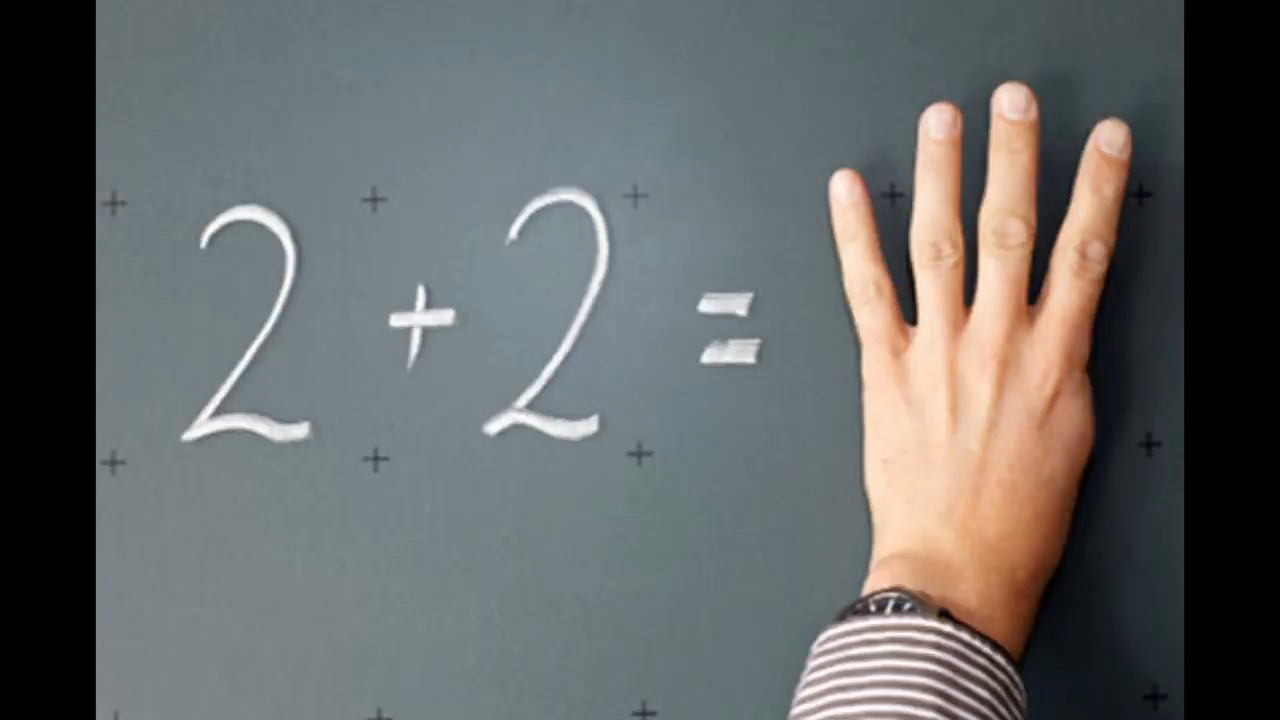 2 + 2 =